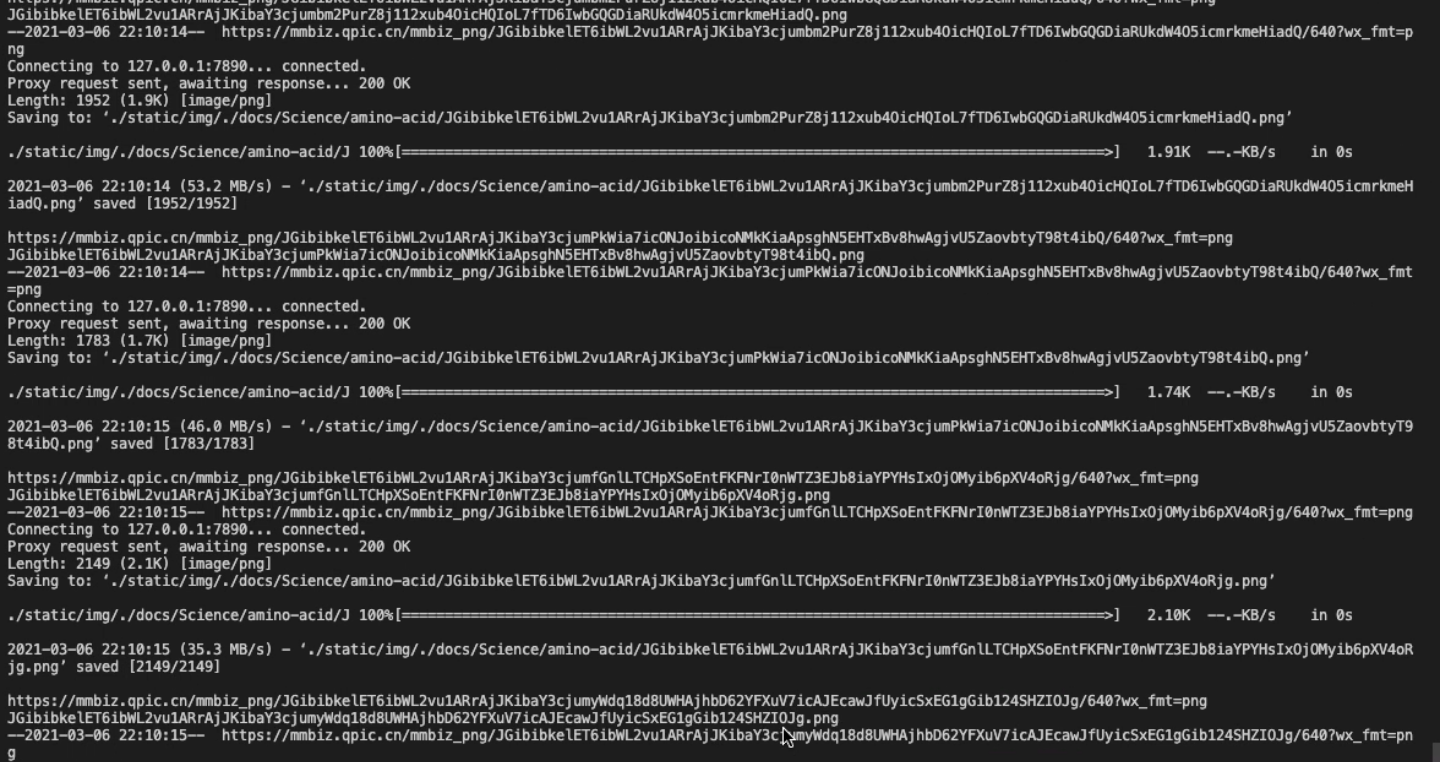 JGibibkelET6ibWL2vu1ARrAjJKibaY3cjumbm2PurZ8j112xub4OicHQIoL7fTD6IwbGQGDiaRUkdW4O5icmrkmeHiadQ.png
--2021-03-06 22:10:14--  https://mmbiz.qpic.cn/mmbiz_png/JGibibkelET6ibWL2vu1ARrAjJKibaY3cjumbm2PurZ8j112xub4OicHQIoL7fTD6IwbGQGDiaRUkdW4O5icmrkmeHiadQ/640?wx_fmt=p
ng
Connecting to 127.0.0.1:7890... connected.
Proxy request sent, awaiting response... 200 OK
Length: 1952 (1.9K) [image/png]
Saving to: ‘./static/img/./docs/Science/amino-acid/JGibibkelET6ibWL2vu1ARrAjJKibaY3cjumbm2PurZ8j112xub4OicHQIoL7fTD6IwbGQGDiaRUkdW4O5icmrkmeHiadQ.png’
./static/img/./docs/Science/amino-acid/J 100%[===================================================================================>]   1.91K  --.-KB/s    in 0s
2021-03-06 22:10:14 (53.2 MB/s) - ‘./static/img/./docs/Science/amino-acid/JGibibkelET6ibWL2vu1ARrAjJKibaY3cjumbm2PurZ8j112xub4OicHQIoL7fTD6IwbGQGDiaRUkdW4O5icmrkmeH
iadQ.png’ saved [1952/1952]
https://mmbiz.qpic.cn/mmbiz_png/JGibibkelET6ibWL2vu1ARrAjJKibaY3cjumPkWia7icONJoibicoNMkKiaApsghN5EHTxBv8hwAgjvU5ZaovbtyT98t4ibQ/640?wx_fmt=png
JGibibkelET6ibWL2vu1ARrAjJKibaY3cjumPkWia7icONJoibicoNMkKiaApsghN5EHTxBv8hwAgjvU5ZaovbtyT98t4ibQ.png
--2021-03-06 22:10:14--  https://mmbiz.qpic.cn/mmbiz_png/JGibibkelET6ibWL2vu1ARrAjJKibaY3cjumPkWia7icONJoibicoNMkKiaApsghN5EHTxBv8hwAgjvU5ZaovbtyT98t4ibQ/640?wx_fmt
=png
Connecting to 127.0.0.1:7890... connected.
Proxy request sent, awaiting response... 200 OK
Length: 1783 (1.7K) [image/png]
Saving to: ‘./static/img/./docs/Science/amino-acid/JGibibkelET6ibWL2vu1ARrAjJKibaY3cjumPkWia7icONJoibicoNMkKiaApsghN5EHTxBv8hwAgjvU5ZaovbtyT98t4ibQ.png’
./static/img/./docs/Science/amino-acid/J 100%[===================================================================================>]   1.74K  --.-KB/s    in 0s
2021-03-06 22:10:15 (46.0 MB/s) - ‘./static/img/./docs/Science/amino-acid/JGibibkelET6ibWL2vu1ARrAjJKibaY3cjumPkWia7icONJoibicoNMkKiaApsghN5EHTxBv8hwAgjvU5ZaovbtyT9
8t4ibQ.png’ saved [1783/1783]
https://mmbiz.qpic.cn/mmbiz_png/JGibibkelET6ibWL2vu1ARrAjJKibaY3cjumfGnlLTCHpXSoEntFKFNrI0nWTZ3EJb8iaYPYHsIxOjOMyib6pXV4oRjg/640?wx_fmt=png
JGibibkelET6ibWL2vu1ARrAjJKibaY3cjumfGnlLTCHpXSoEntFKFNrI0nWTZ3EJb8iaYPYHsIxOjOMyib6pXV4oRjg.png
--2021-03-06 22:10:15--  https://mmbiz.qpic.cn/mmbiz_png/JGibibkelET6ibWL2vu1ARrAjJKibaY3cjumfGnlLTCHpXSoEntFKFNrI0nWTZ3EJb8iaYPYHsIxOjOMyib6pXV4oRjg/640?wx_fmt=png
Connecting to 127.0.0.1:7890... connected.
Proxy request sent, awaiting response... 200 OK
Length: 2149 (2.1K) [image/png]
Saving to: ‘./static/img/./docs/Science/amino-acid/JGibibkelET6ibWL2vu1ARrAjJKibaY3cjumfGnlLTCHpXSoEntFKFNrI0nWTZ3EJb8iaYPYHsIxOjOMyib6pXV4oRjg.png’
./static/img/./docs/Science/amino-acid/J 100%[===================================================================================>]   2.10K  --.-KB/s    in 0s
2021-03-06 22:10:15 (35.3 MB/s) - ‘./static/img/./docs/Science/amino-acid/JGibibkelET6ibWL2vu1ARrAjJKibaY3cjumfGnlLTCHpXSoEntFKFNrI0nWTZ3EJb8iaYPYHsIxOjOMyib6pXV4oR
jg.png’ saved [2149/2149]
https://mmbiz.qpic.cn/mmbiz_png/JGibibkelET6ibWL2vu1ARrAjJKibaY3cjumyWdq18d8UWHAjhbD62YFXuV7icAJEcawJfUyicSxEG1gGib124SHZIOJg/640?wx_fmt=png
JGibibkelET6ibWL2vu1ARrAjJKibaY3cjumyWdq18d8UWHAjhbD62YFXuV7icAJEcawJfUyicSxEG1gGib124SHZIOJg.png
--2021-03-06 22:10:15--  https://mmbiz.qpic.cn/mmbiz_png/JGibibkelET6ibWL2vu1ARrAjJKibaY3cjumyWdq18d8UWHAjhbD62YFXuV7icAJEcawJfUyicSxEG1gGib124SHZIOJg/640?wx_fmt=pn
g